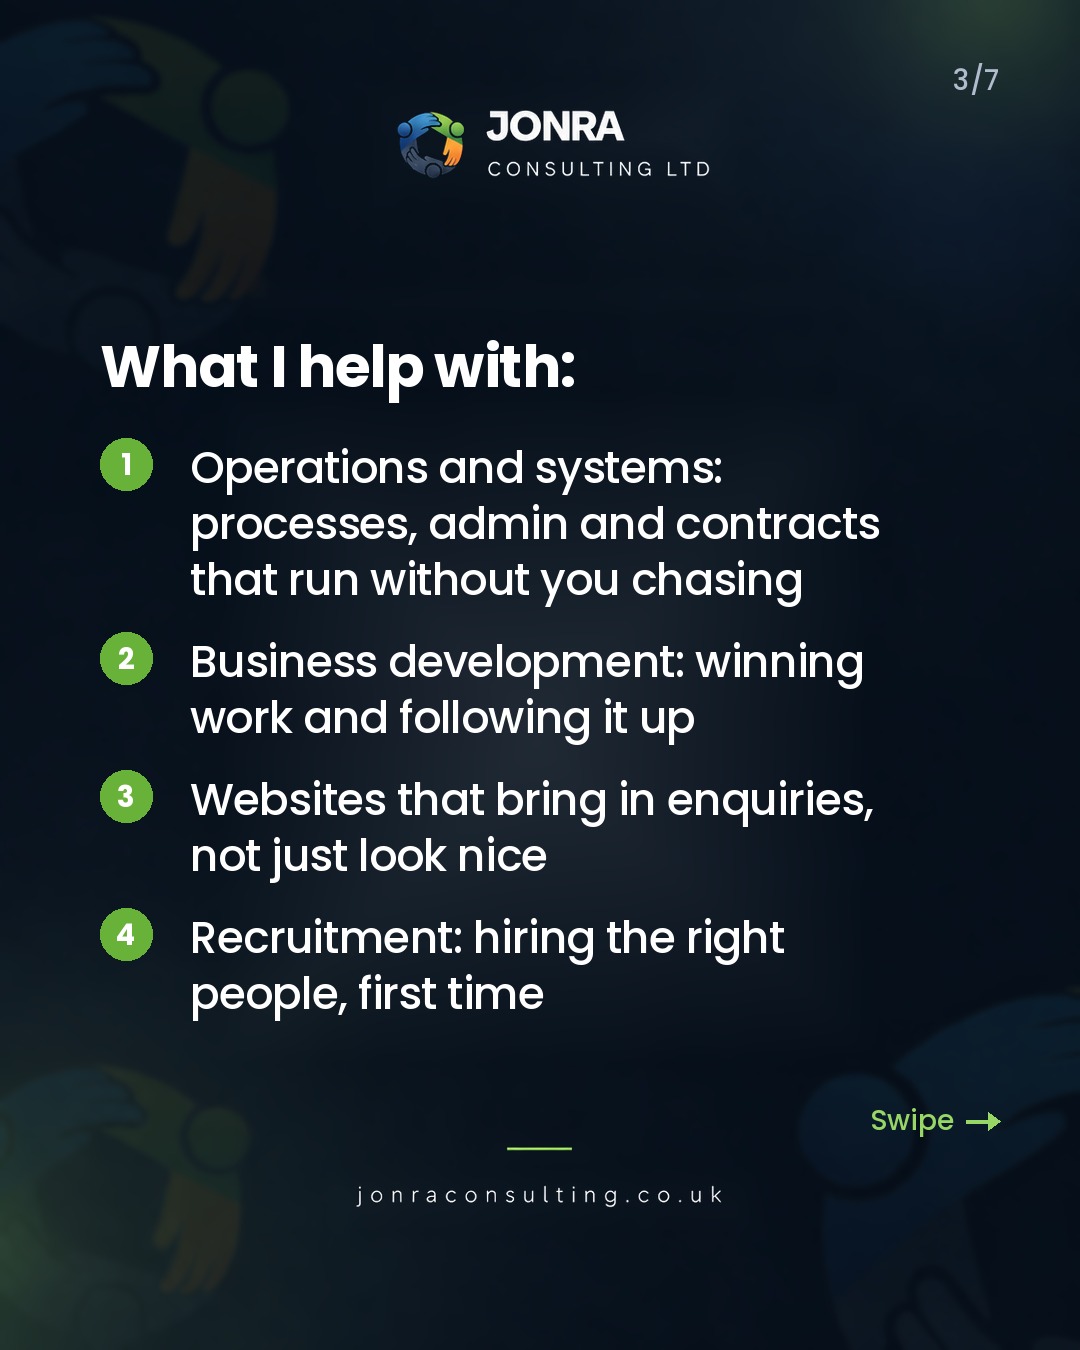 3/7
JONRA
CONSULTING LTD
What I help with:
1 Operations and systems:
processes, admin and contracts
that run without you chasing
2 Business development: winning
work and following it up
3 Websites that bring in enquiries,
not just look nice
4 Recruitment: hiring the right
people, first time
Swipe →
jonraconsulting.co.uk